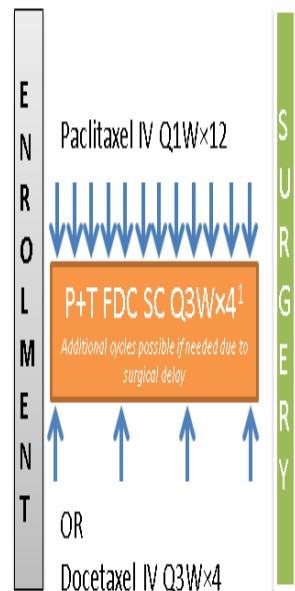 ENROLMENT
Paclitaxel IV Q1W×12
P+T FDC SC Q3W×4¹
Additional cycles possible if needed due to
surgical delay
OR
Docetaxel IV Q3W×4
SURGERY